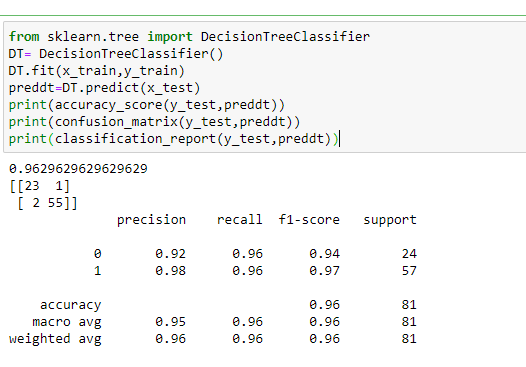 from sklearn.tree import DecisionTreeClassifier
DT= DecisionTreeClassifier()
DT.fit(x_train,y_train)
preddt=DT.predict(x_test)
print(accuracy_score(y_test,preddt))
print(confusion_matrix(y_test,preddt))
print(classification_report(y_test,preddt))
0.9629629629629629
[[23  1]
 [ 2 55]]
              precision    recall  f1-score   support
           0       0.92      0.96      0.94        24
           1       0.98      0.96      0.97        57
    accuracy                           0.96        81
   macro avg       0.95      0.96      0.96        81
weighted avg       0.96      0.96      0.96        81